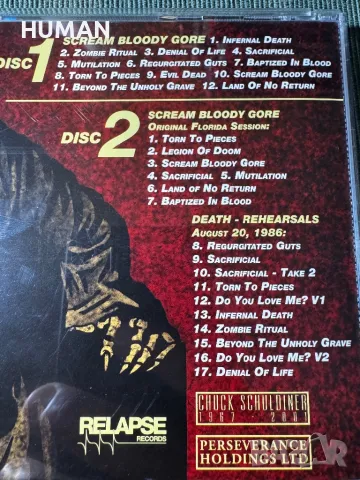 HUMAN
DISC 1 SCREAM BLOODY GORE 1. INFERNAL DEATH
2. ZOMBIE RITUAL 3. DENIAL OF LIFE 4. SACRIFICIAL
5. MUTILATION 6. REGURGITATED GUTS 7. BAPTIZED IN BLOOD
8. TORN TO PIECES 9. EVIL DEAD 10. SCREAM BLOODY GORE
11. BEYOND THE UNHOLY GRAVE 12. LAND OF NO RETURN
DISC 2 SCREAM BLOODY GORE
ORIGINAL FLORIDA SESSION:
1. TORN TO PIECES
2. LEGION OF DOOM
3. SCREAM BLOODY GORE
4. SACRIFICIAL 5. MUTILATION
6. LAND OF NO RETURN
7. BAPTIZED IN BLOOD
DEATH - REHEARSALS
AUGUST 20, 1986:
8. REGURGITATED GUTS
9. SACRIFICIAL
10. SACRIFICIAL - TAKE 2
11. TORN TO PIECES
12. DO YOU LOVE ME? V1
13. INFERNAL DEATH
14. ZOMBIE RITUAL
15. BEYOND THE UNHOLY GRAVE
16. DO YOU LOVE ME? V2
17. DENIAL OF LIFE
CHUCK SCHULDINER
1967 - 2001
RELAPSE
RECORDS
PERSEVERANCE
HOLDINGS LTD.